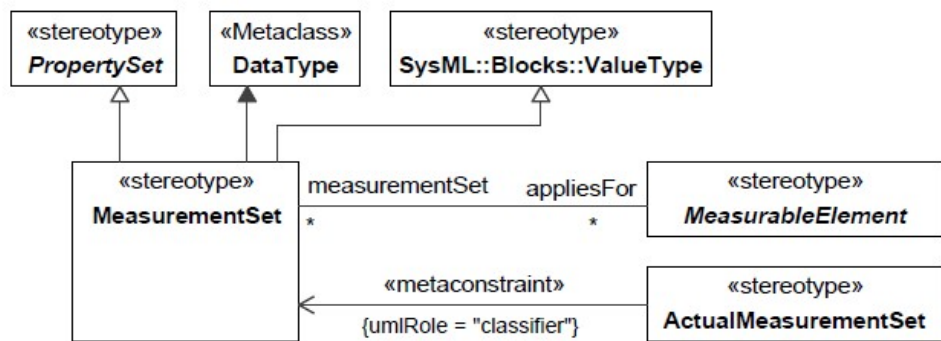 «stereotype»
PropertySet
«Metaclass»
DataType
«stereotype»
SysML::Blocks::ValueType
«stereotype»
MeasurementSet
measurementSet
appliesFor
*
*
«stereotype»
MeasurableElement
«metaconstraint»
{umlRole = "classifier"}
«stereotype»
ActualMeasurementSet